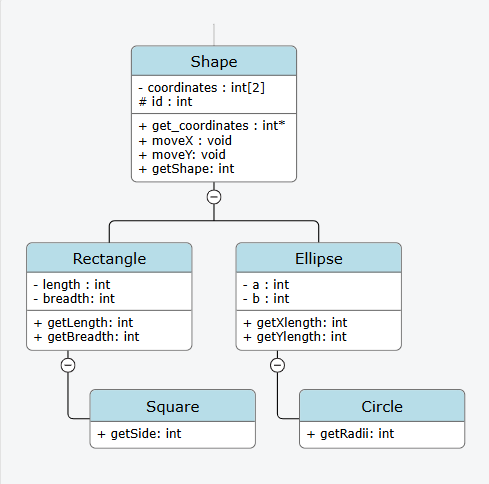 Shape
- coordinates : int[2]
# id : int
+ get_coordinates : int*
+ moveX : void
+ moveY: void
+ getShape: int
Rectangle
- length : int
- breadth: int
+ getLength: int
+ getBreadth: int
Ellipse
- a : int
- b : int
+ getXlength: int
+ getYlength: int
Square
+ getSide: int
Circle
+ getRadii: int